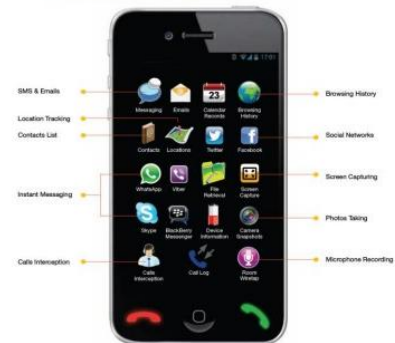 17:01
SMS & Emails
Location Tracking
Contacts List
Instant Messaging
Calls Interception
23
Messaging Emails Calendar Records Browsing History
Contacts Locations Twitter Facebook
WhatsApp Viber File Retrieval Screen Capture
Skype BlackBerry Messenger Device Information Camera Snapshots
Calls Interception Call Log Room Wiretap
Browsing History
Social Networks
Screen Capturing
Photos Taking
Microphone Recording